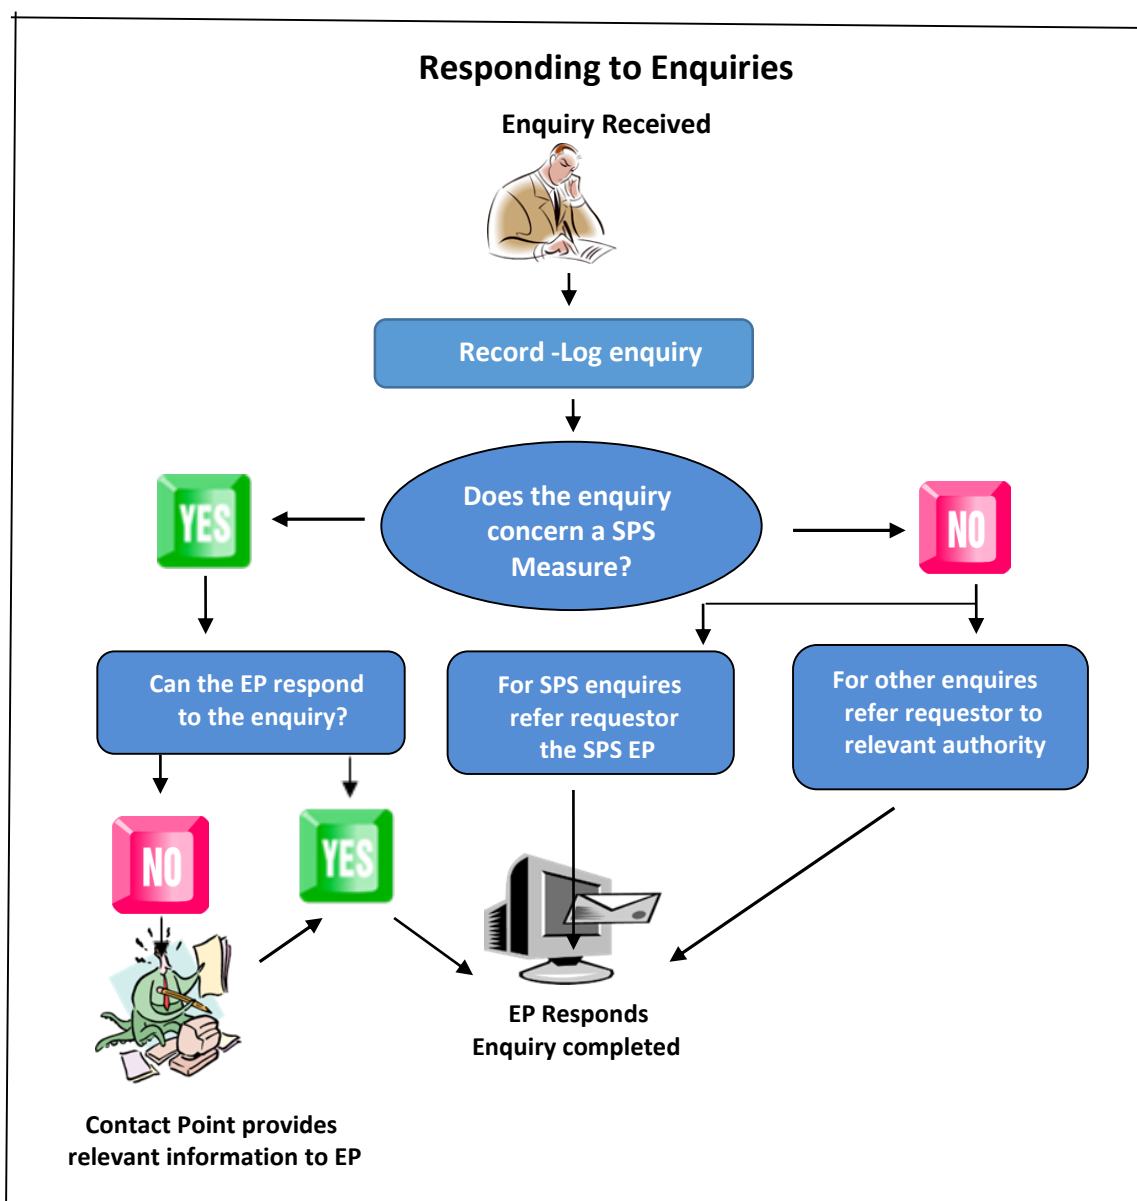 Responding to Enquiries
Enquiry Received
Record -Log enquiry
Does the enquiry
concern a SPS
Measure?
YES
NO
Can the EP respond
to the enquiry?
For SPS enquires
refer requestor
the SPS EP
For other enquires
refer requestor to
relevant authority
NO
YES
EP Responds
Enquiry completed
Contact Point provides
relevant information to EP